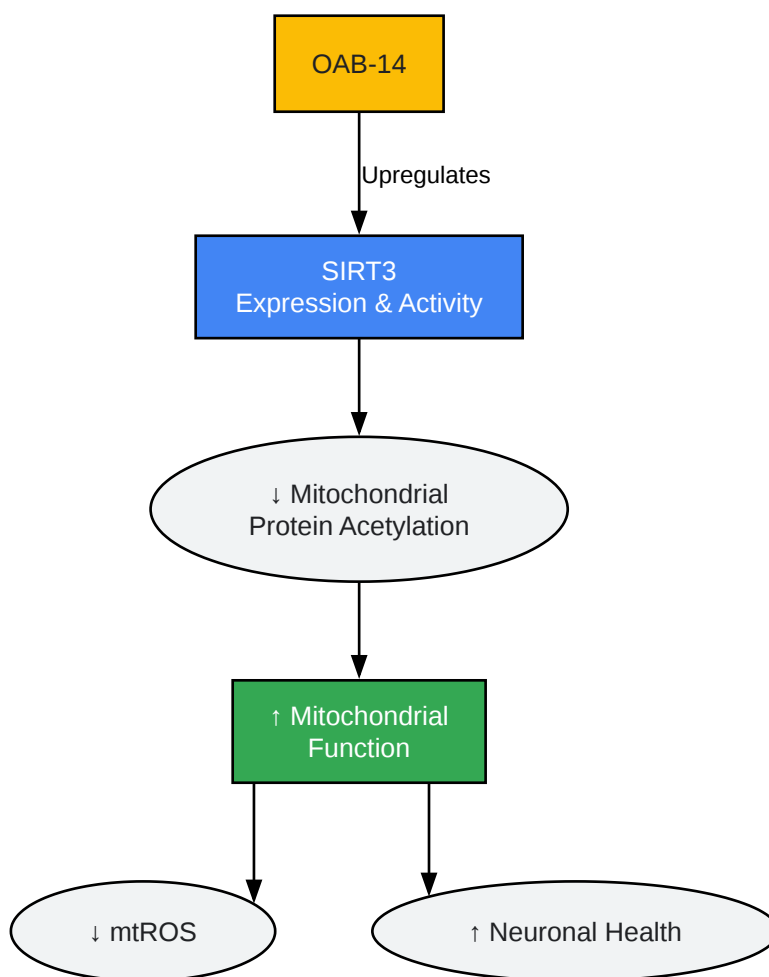 OAB-14
Upregulates
SIRT3
Expression & Activity
↓ Mitochondrial
Protein Acetylation
↑ Mitochondrial
Function
↓ mtROS
↑ Neuronal Health